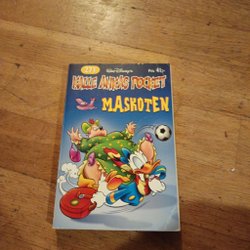 Walt Disney's
KALLE ANKAS POCKET
MASKOTEN